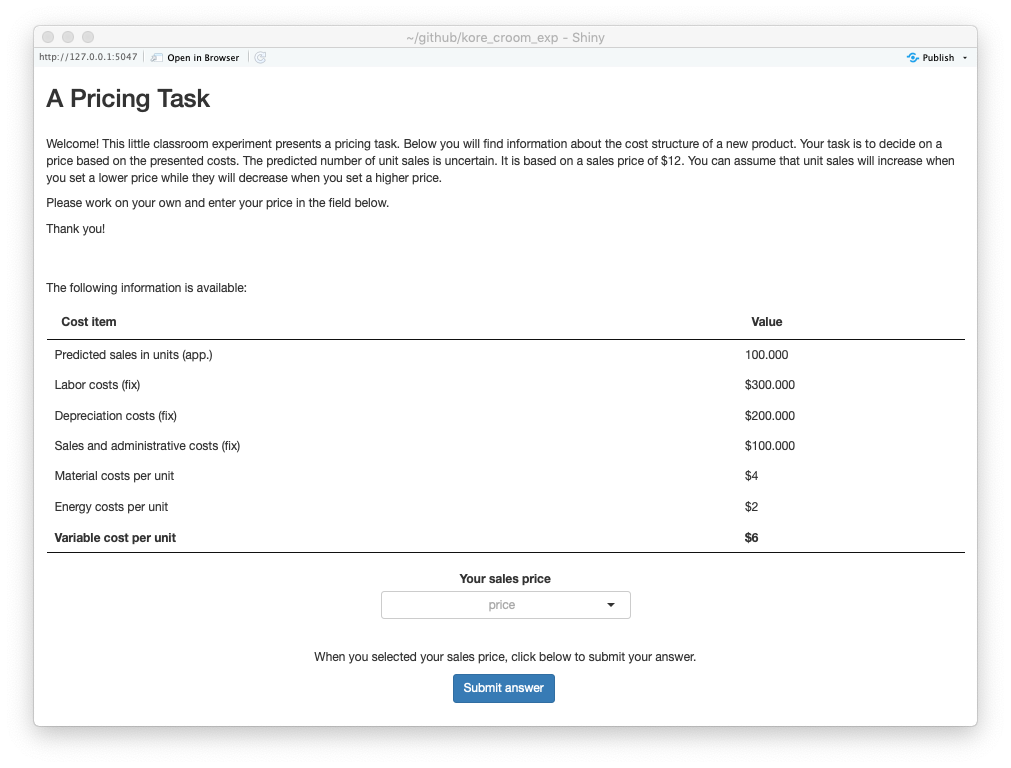 ~/github/kore_croom_exp - Shiny
http://127.0.0.1:5047 Open in Browser Publish
A Pricing Task
Welcome! This little classroom experiment presents a pricing task. Below you will find information about the cost structure of a new product. Your task is to decide on a
price based on the presented costs. The predicted number of unit sales is uncertain. It is based on a sales price of $12. You can assume that unit sales will increase when
you set a lower price while they will decrease when you set a higher price.
Please work on your own and enter your price in the field below.
Thank you!
The following information is available:
Cost item Value
Predicted sales in units (app.) 100.000
Labor costs (fix) $300.000
Depreciation costs (fix) $200.000
Sales and administrative costs (fix) $100.000
Material costs per unit $4
Energy costs per unit $2
Variable cost per unit $6
Your sales price
price
When you selected your sales price, click below to submit your answer.
Submit answer